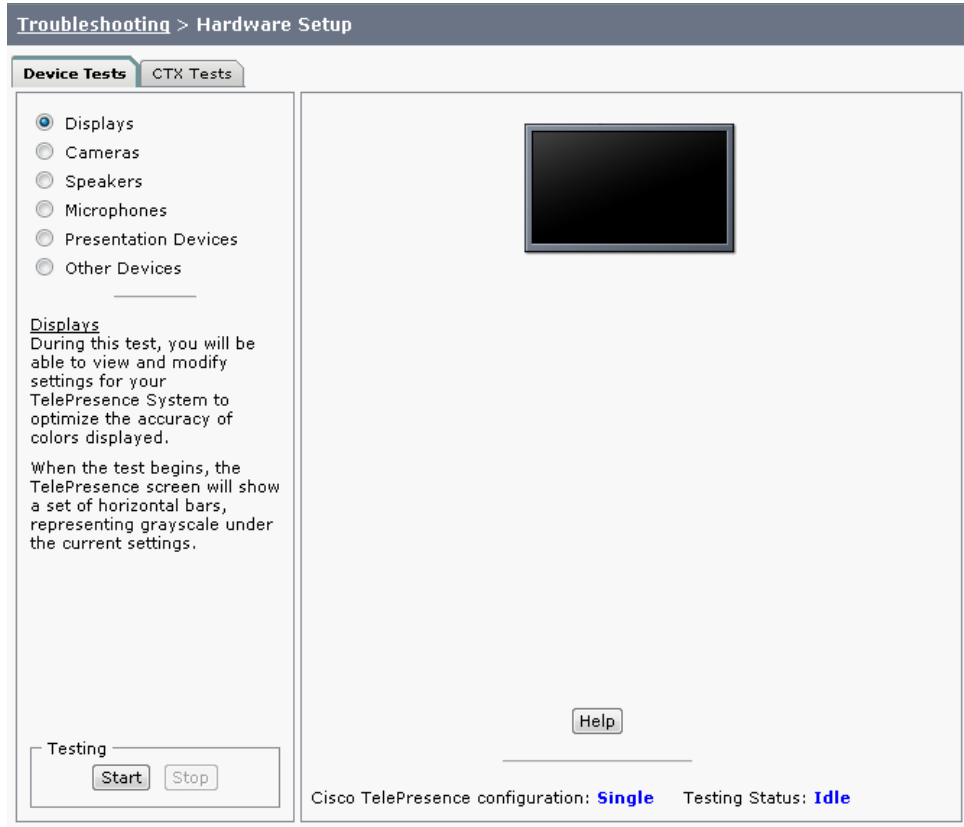 Troubleshooting > Hardware Setup
Device Tests
CTX Tests
Displays
Cameras
Speakers
Microphones
Presentation Devices
Other Devices
Displays
During this test, you will be
able to view and modify
settings for your
TelePresence System to
optimize the accuracy of
colors displayed.
When the test begins, the
TelePresence screen will show
a set of horizontal bars,
representing grayscale under
the current settings.
Testing
Start
Stop
Help
Cisco TelePresence configuration: Single
Testing Status: Idle